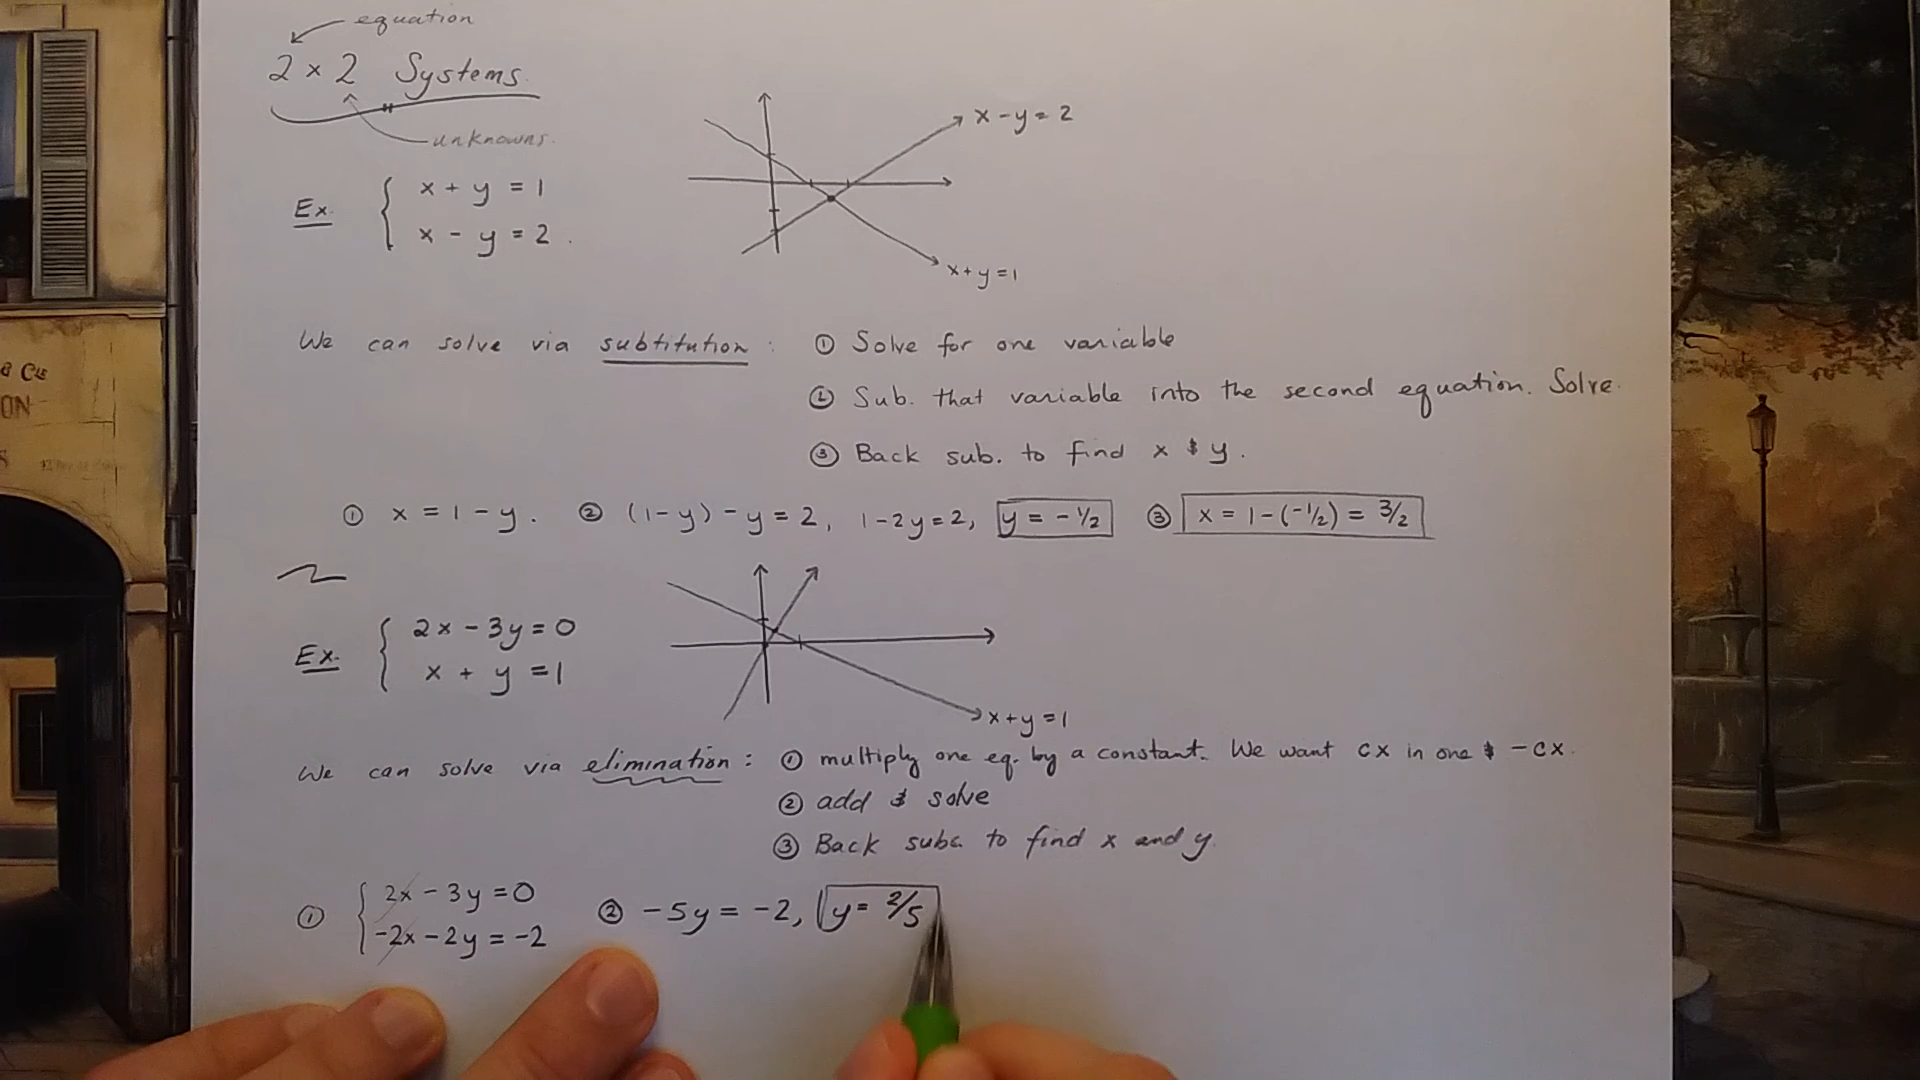 equation
2 × 2 Systems.
unknowns.
Ex. { x + y = 1
x - y = 2 .
x - y = 2
x + y = 1
We can solve via subtitution : ① Solve for one variable
② Sub. that variable into the second equation. Solve.
③ Back sub. to find x & y .
① x = 1 - y . ② (1-y) - y = 2, 1-2y=2, y = -1/2 ③ x = 1-(-1/2) = 3/2
Ex. { 2x - 3y = 0
x + y = 1
x + y = 1
We can solve via elimination : ① multiply one eq. by a constant. We want cx in one & -cx.
② add & solve
③ Back subs. to find x and y.
① { 2x - 3y = 0
-2x - 2y = -2
② -5y = -2, y = 2/5
a CIE
ON
S